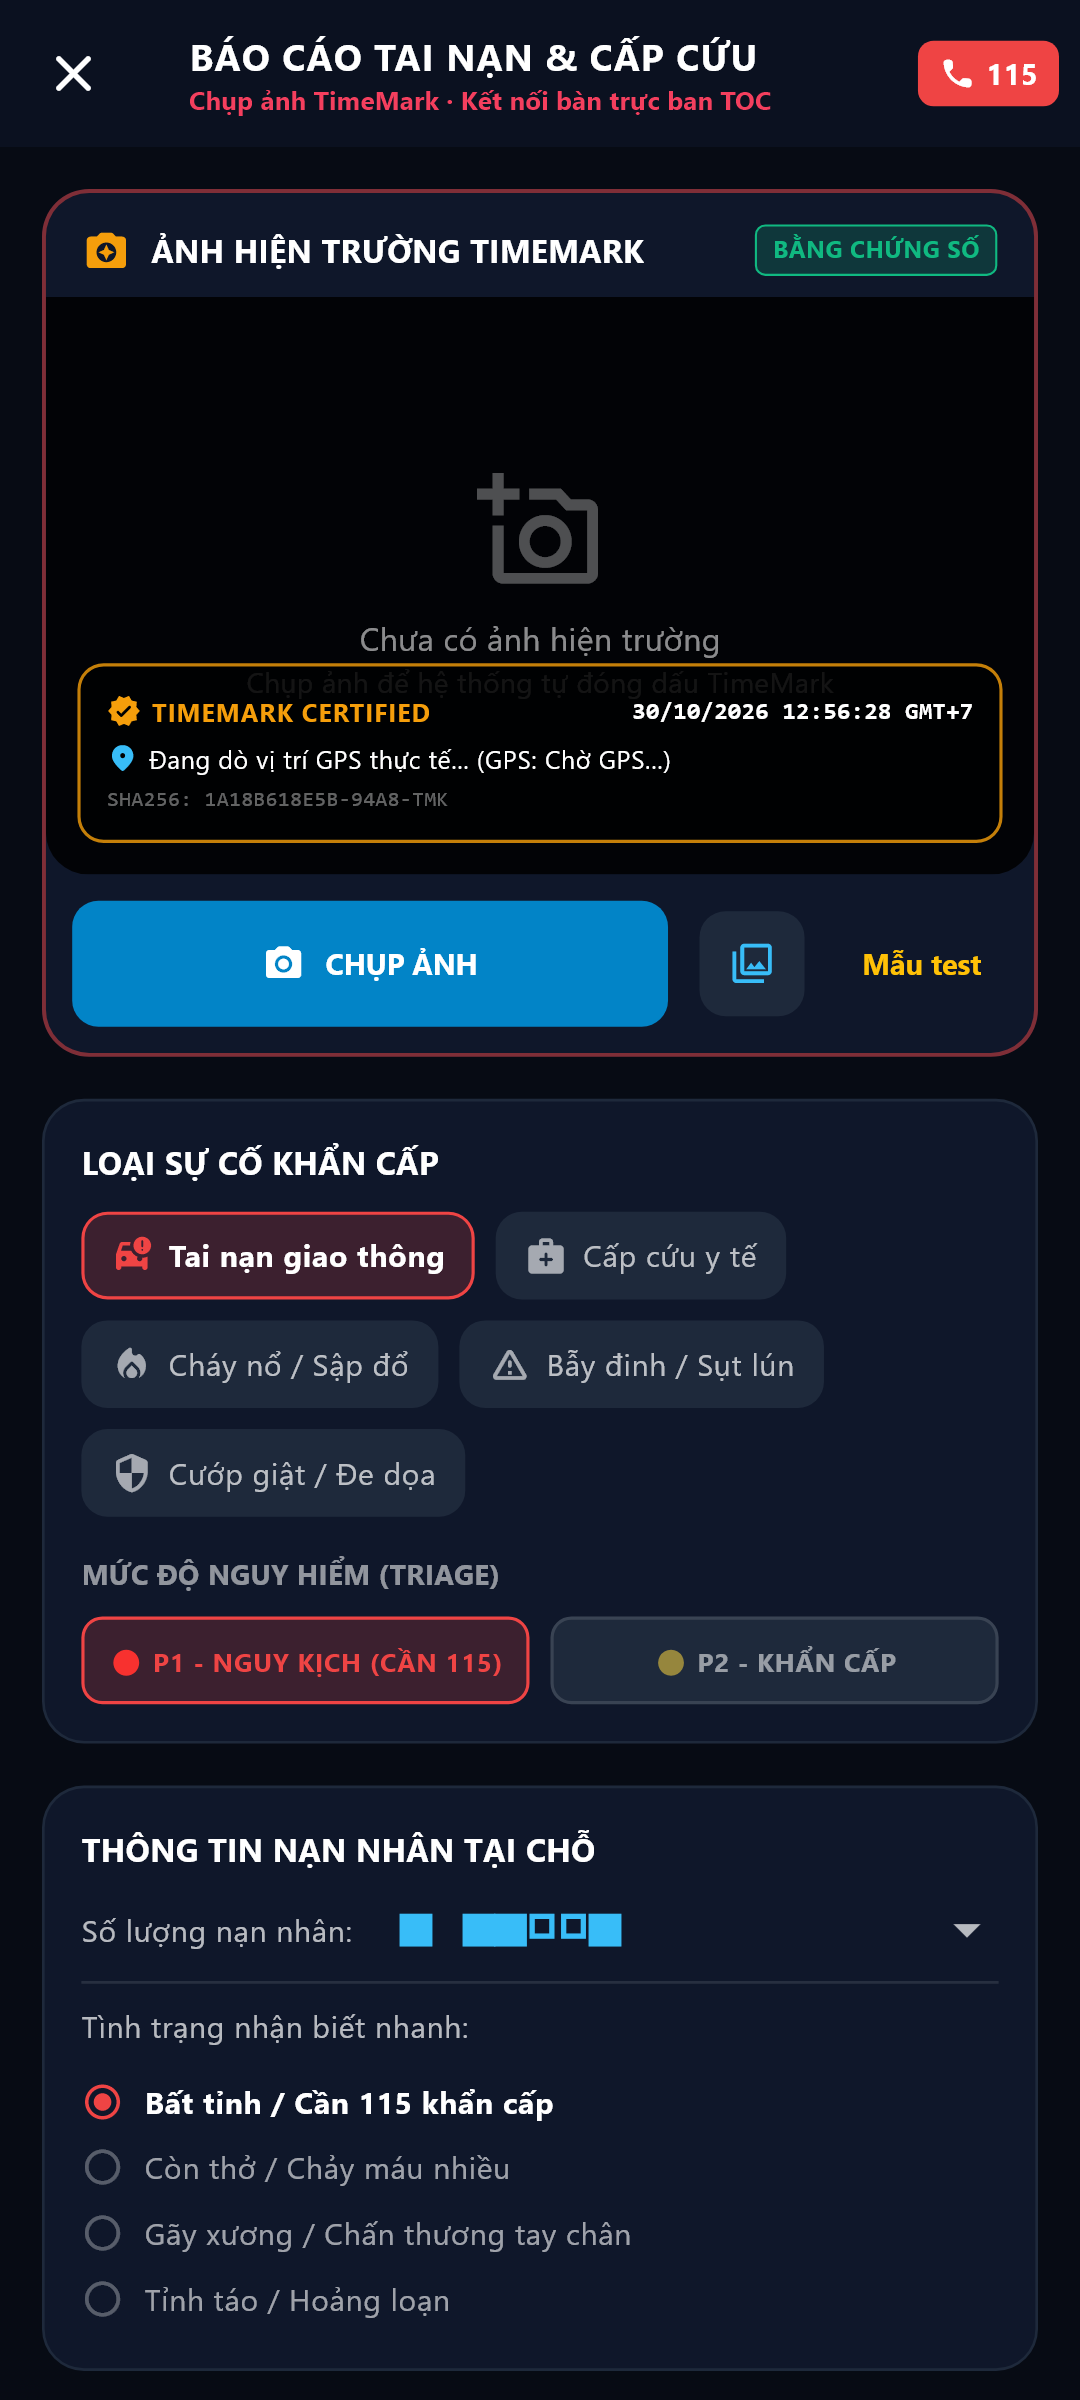 BÁO CÁO TAI NẠN & CẤP CỨU
Chụp ảnh TimeMark · Kết nối bàn trực ban TOC
115
ẢNH HIỆN TRƯỜNG TIMEMARK
BẰNG CHỨNG SỐ
Chưa có ảnh hiện trường
Chụp ảnh để hệ thống tự đóng dấu TimeMark
TIMEMARK CERTIFIED
30/10/2026 12:56:28 GMT+7
Đang dò vị trí GPS thực tế... (GPS: Chờ GPS...)
SHA256: 1A18B618E5B-94A8-TMK
CHỤP ẢNH
Mẫu test
LOẠI SỰ CỐ KHẨN CẤP
Tai nạn giao thông
Cấp cứu y tế
Cháy nổ / Sập đổ
Bẫy đinh / Sụt lún
Cướp giật / Đe dọa
MỨC ĐỘ NGUY HIỂM (TRIAGE)
P1 - NGUY KỊCH (CẦN 115)
P2 - KHẨN CẤP
THÔNG TIN NẠN NHÂN TẠI CHỖ
Số lượng nạn nhân:
Tình trạng nhận biết nhanh:
Bất tỉnh / Cần 115 khẩn cấp
Còn thở / Chảy máu nhiều
Gãy xương / Chấn thương tay chân
Tỉnh táo / Hoảng loạn